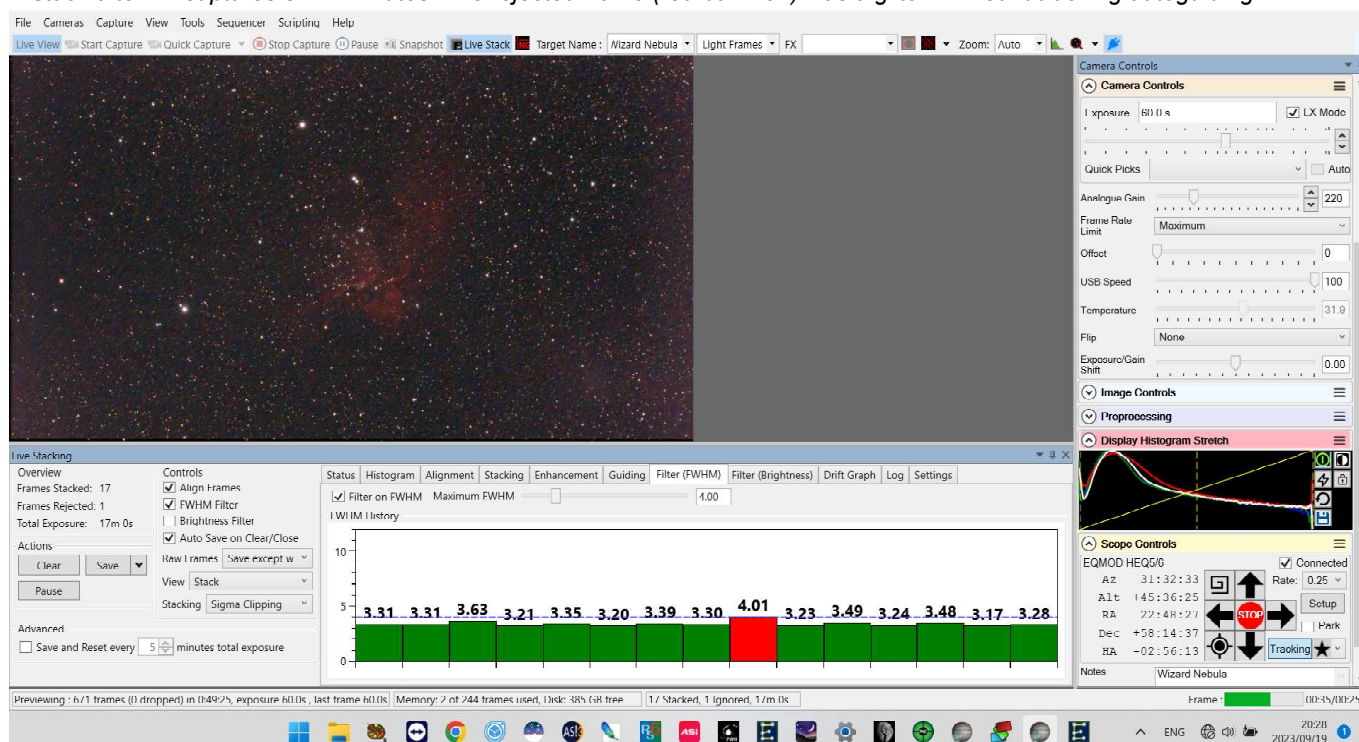 File Cameras Capture View Tools Sequencer Scripting Help
Live View Start Capture Quick Capture Stop Capture Pause Snapshot Live Stack Target Name : Wizard Nebula Light Frames FX Zoom: Auto
Camera Controls
Camera Controls
Exposure 60.0 s LX Mode
Quick Picks Auto
Analogue Gain 220
Frame Rate Limit Maximum
Offset 0
USB Speed 100
Temperature 31.9
Flip None
Exposure/Gain Shift 0.00
Image Controls
Preprocessing
Display Histogram Stretch
Scope Controls
EQMOD HEQ5/6 Connected
Az 31:32:33 Rate: 0.25
Alt +45:36:25 Setup
RA 22:48:27 STOP Park
Dec +58:14:37
HA -02:56:13 Tracking
Notes Wizard Nebula
Live Stacking
Overview
Frames Stacked: 17
Frames Rejected: 1
Total Exposure: 17m 0s
Actions
Clear Save
Pause
Advanced
Save and Reset every 5 minutes total exposure
Controls
Align Frames
FWHM Filter
Brightness Filter
Auto Save on Clear/Close
Raw Frames Save except w
View Stack
Stacking Sigma Clipping
Status Histogram Alignment Stacking Enhancement Guiding Filter (FWHM) Filter (Brightness) Drift Graph Log Settings
Filter on FWHM Maximum FWHM 4.00
FWHM History
10
5
0
3.31 3.31 3.63 3.21 3.35 3.20 3.39 3.30 4.01 3.23 3.49 3.24 3.48 3.17 3.28
Previewing : 671 frames (0 dropped) in 0:49:25, exposure 60.0s , last frame 60.0s Memory: 2 of 244 frames used, Disk: 385 GB free 17 Stacked, 1 Ignored, 17m 0s Frame : 00:35/00:25
ASI
ENG 20:28
2023/09/19